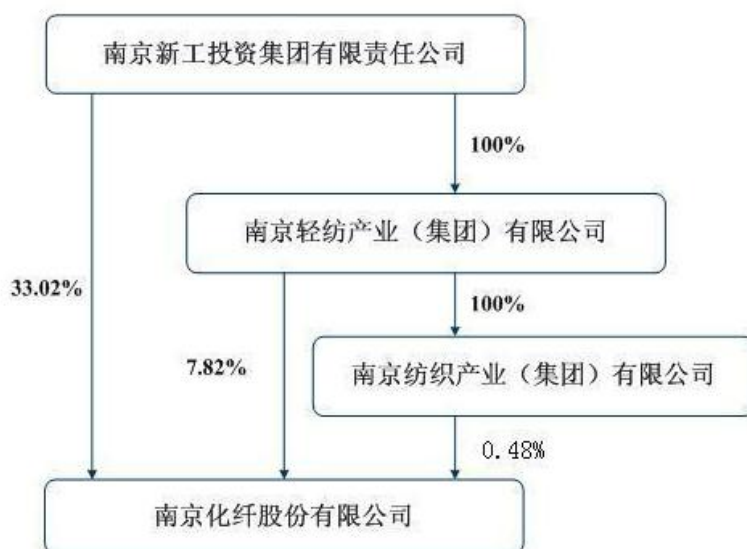 南京新工投资集团有限责任公司
100%
南京轻纺产业（集团）有限公司
33.02%
100%
7.82%
南京纺织产业（集团）有限公司
0.48%
南京化纤股份有限公司